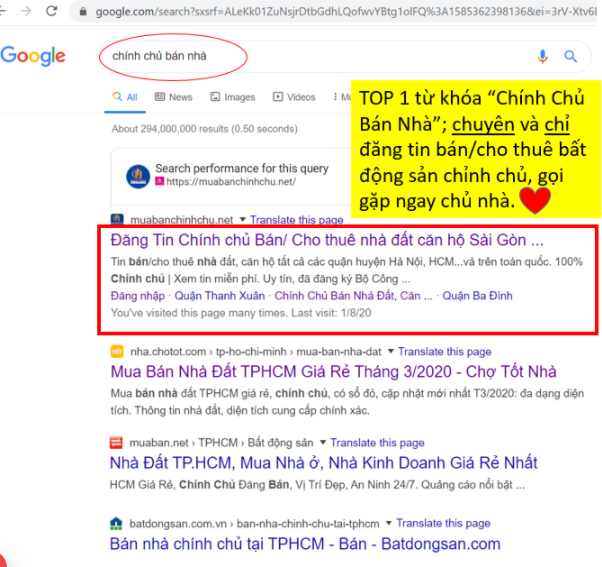 google.com/search?sxsrf=ALeKk01ZuNsjrDtbGdhLQofwvYBtg1olFQ%3A1585362398136&ei=3rV-Xtv6E
Google
chính chủ bán nhà
All News Images Videos
About 294,000,000 results (0.50 seconds)
TOP 1 từ khóa “Chính Chủ
Bán Nhà”; chuyên và chỉ
đăng tin bán/cho thuê bất
động sản chỉnh chủ, gọi
gặp ngay chủ nhà.
Search performance for this query
https://muabanchinhchu.net/
muabanchinhchu.net ▼ Translate this page
Đăng Tin Chính chủ Bán/ Cho thuê nhà đất căn hộ Sài Gòn ...
Tin bán/cho thuê nhà đất, căn hộ tất cả các quận huyện Hà Nội, HCM...và trên toàn quốc. 100%
Chính chủ | Xem tin miễn phí. Uy tín, đã đăng ký Bộ Công ...
Đăng nhập · Quận Thanh Xuân · Chính Chủ Bán Nhà Đất, Căn ... · Quận Ba Đình
You've visited this page many times. Last visit: 1/8/20
nha.chotot.com › tp-ho-chi-minh › mua-ban-nha-dat ▼ Translate this page
Mua Bán Nhà Đất TPHCM Giá Rẻ Tháng 3/2020 - Chợ Tốt Nhà
Mua bán nhà đất TPHCM giá rẻ, chính chủ, có sổ đỏ, cập nhật mới nhất T3/2020: đa dạng diện
tích. Thông tin nhà đất, diện tích cung cấp chính xác.
muaban.net › TPHCM › Bất động sản ▼ Translate this page
Nhà Đất TP.HCM, Mua Nhà ở, Nhà Kinh Doanh Giá Rẻ Nhất
HCM Giá Rẻ, Chính Chủ Đăng Bán, Vị Trí Đẹp, An Ninh 24/7. Quảng cáo nổi bật ...
batdongsan.com.vn › ban-nha-chinh-chu-tai-tphcm ▼ Translate this page
Bán nhà chính chủ tại TPHCM - Bán - Batdongsan.com